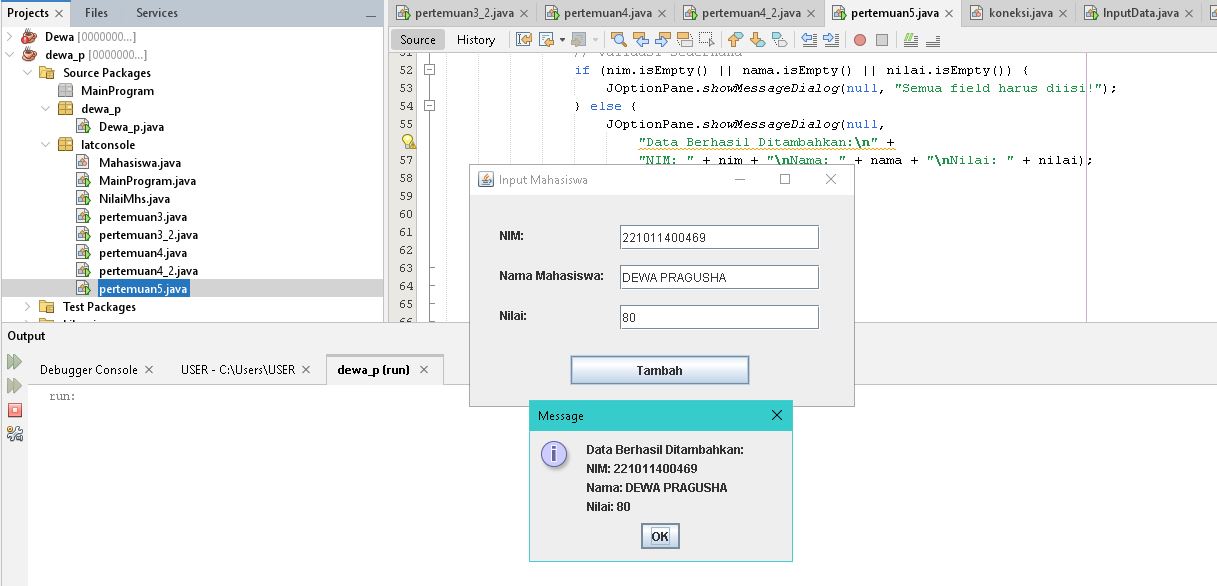 Projects Files Services
Dewa [0000000...]
dewa_p [0000000...]
Source Packages
MainProgram
dewa_p
Dewa_p.java
latconsole
Mahasiswa.java
MainProgram.java
NilaiMhs.java
pertemuan3.java
pertemuan3_2.java
pertemuan4.java
pertemuan4_2.java
pertemuan5.java
Test Packages
pertemuan3_2.java pertemuan4.java pertemuan4_2.java pertemuan5.java koneksi.java InputData.java
Source History
51 // Validasi sederhana
52 if (nim.isEmpty() || nama.isEmpty() || nilai.isEmpty()) {
53 JOptionPane.showMessageDialog(null, "Semua field harus diisi!");
54 } else {
55 JOptionPane.showMessageDialog(null,
"Data Berhasil Ditambahkan:\n" +
57 "NIM: " + nim + "\nNama: " + nama + "\nNilai: " + nilai);
58
59
60
61
62
63
64
65
66
Input Mahasiswa
NIM: 221011400469
Nama Mahasiswa: DEWA PRAGUSHA
Nilai: 80
Tambah
Message
Data Berhasil Ditambahkan:
NIM: 221011400469
Nama: DEWA PRAGUSHA
Nilai: 80
OK
Output
Debugger Console USER - C:\Users\USER dewa_p (run)
run: